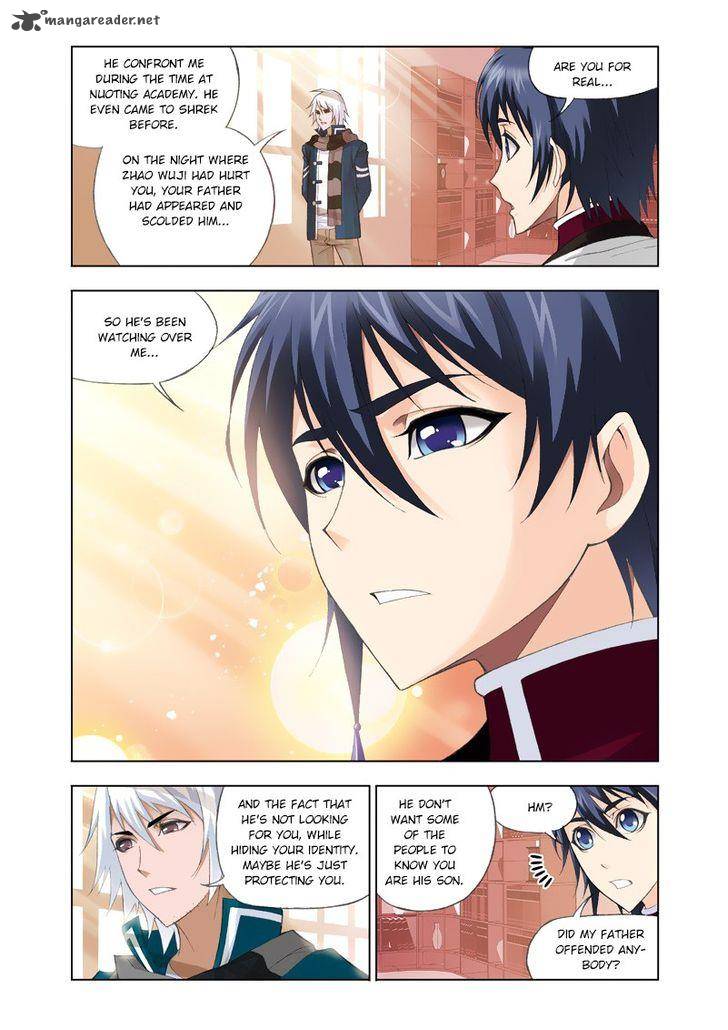 mangareader.net
HE CONFRONT ME
DURING THE TIME AT
NUOTING ACADEMY. HE
EVEN CAME TO SHREK
BEFORE.
ON THE NIGHT WHERE
ZHAO WUJI HAD HURT
YOU, YOUR FATHER
HAD APPEARED AND
SCOLDED HIM...
ARE YOU FOR
REAL...
SO HE'S BEEN
WATCHING OVER
ME...
AND THE FACT THAT
HE'S NOT LOOKING
FOR YOU, WHILE
HIDING YOUR IDENTITY.
MAYBE HE'S JUST
PROTECTING YOU.
HE DON'T
WANT SOME
OF THE
PEOPLE TO
KNOW YOU
ARE HIS SON.
HM?
DID MY FATHER
OFFENDED ANY-
BODY?